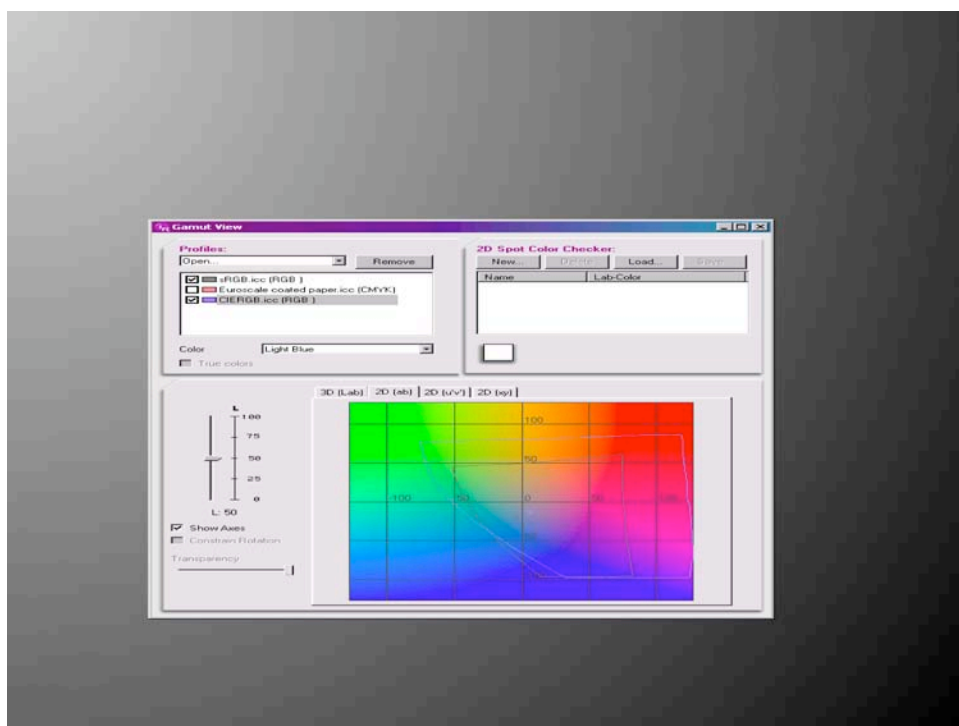 Gamut View
Profiles:
Open...
Remove
sRGB.icc (RGB )
Euroscale coated paper.icc (CMYK)
CIERGB.icc (RGB )
Color
Light Blue
True colors
2D Spot Color Checker:
New...
Delete
Load...
Save...
Name
Lab-Color
L
100
75
50
25
0
L: 50
Show Axes
Constrain Rotation
Transparency
3D (Lab)
2D (ab)
2D (u'v')
2D (xy)
100
50
-100
0
50
100